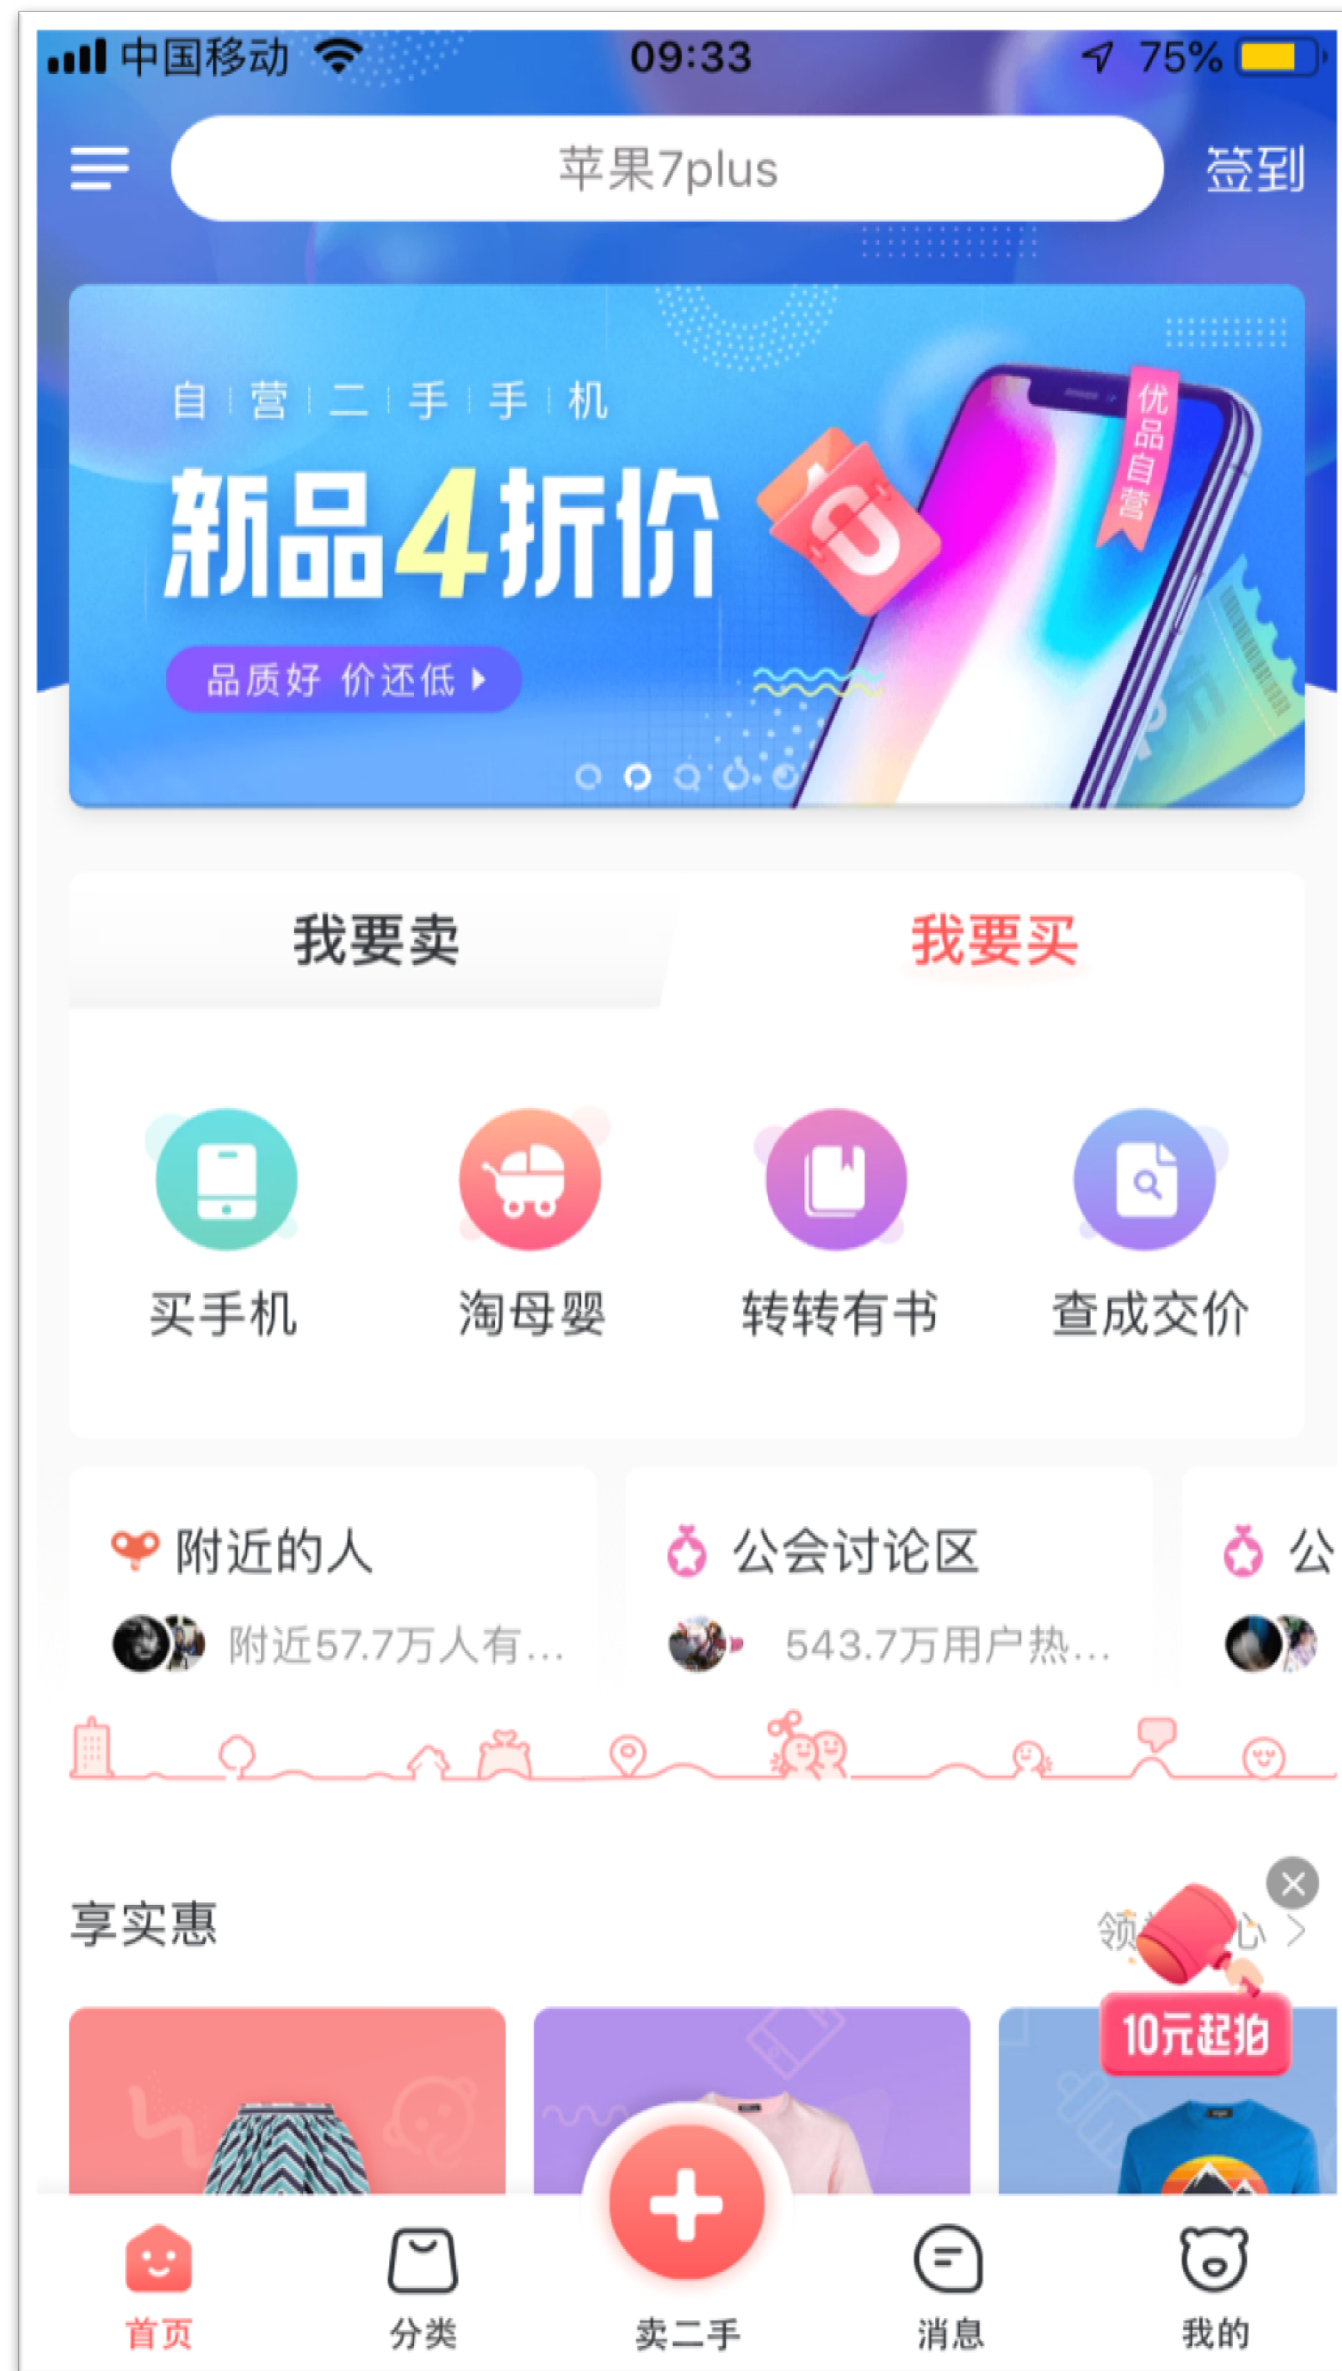 中国移动 09:33 75%
苹果7plus 签到
自营二手手机
新品4折价
品质好 价还低
优品自营
我要卖 我要买
买手机 淘母婴 转转有书 查成交价
附近的人 公会讨论区 公
附近57.7万人有... 543.7万用户热...
享实惠 领 心
10元起拍
首页 分类 卖二手 消息 我的